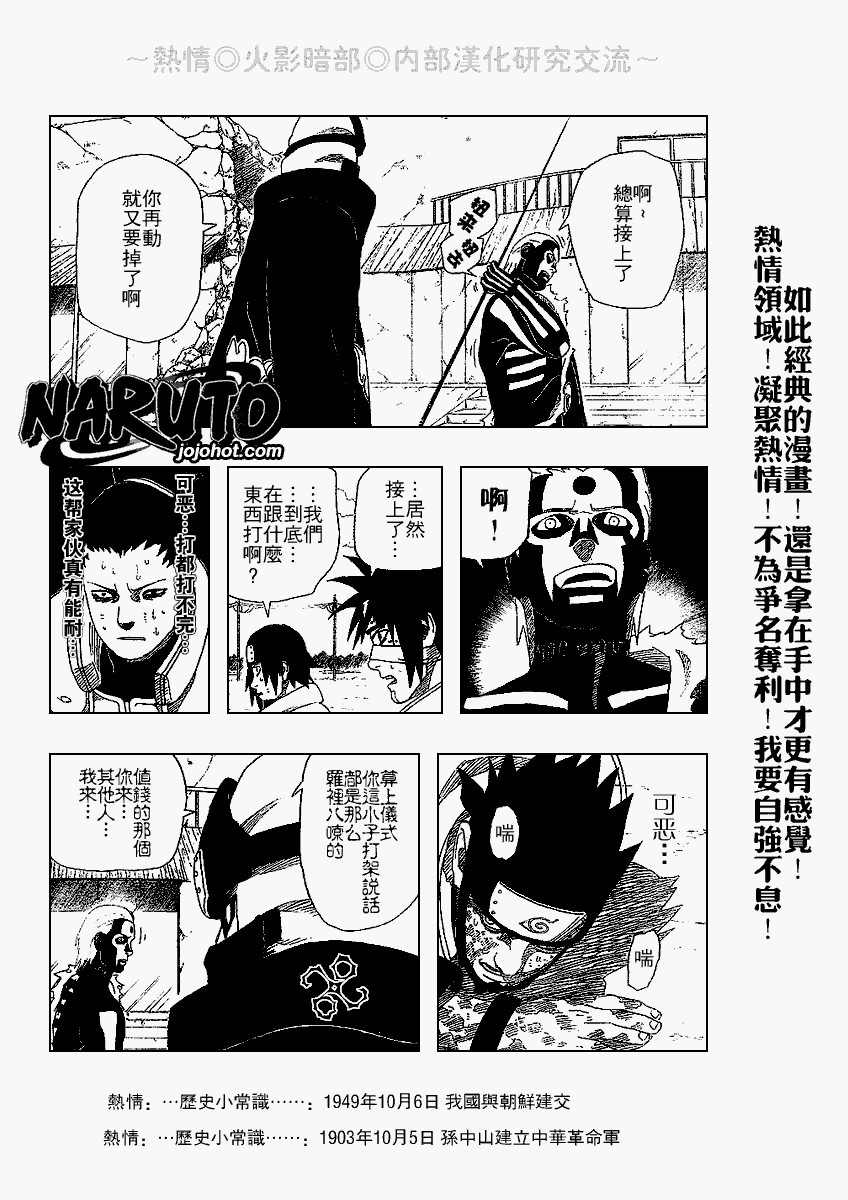 ～熱情◎火影暗部◎内部漢化研究交流～
啊~
總算接上了
扭來扭去
你再動
就又要掉了啊
NARUTO
jojohot.com
啊！
…居然
接上了…
…我們
…到底…
在跟什麼
東西打啊？
可恶…打都打不完…
这帮家伙真有能耐…
可恶…
喘
喘
算上儀式
你這小子打架說話
都是那么
羅裡八嗦的
値錢的那個
你來…
其他人…
我來…
如此經典的漫畫！還是拿在手中才更有感覺！
熱情領域！凝聚熱情！不為爭名奪利！我要自強不息！
熱情：…歷史小常識……：1949年10月6日 我國與朝鮮建交
熱情：…歷史小常識……：1903年10月5日 孫中山建立中華革命軍